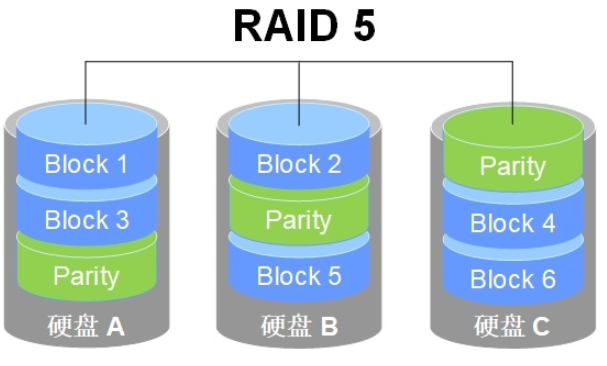 RAID 5
Block 1
Block 3
Parity
硬盘 A
Block 2
Parity
Block 5
硬盘 B
Parity
Block 4
Block 6
硬盘 C